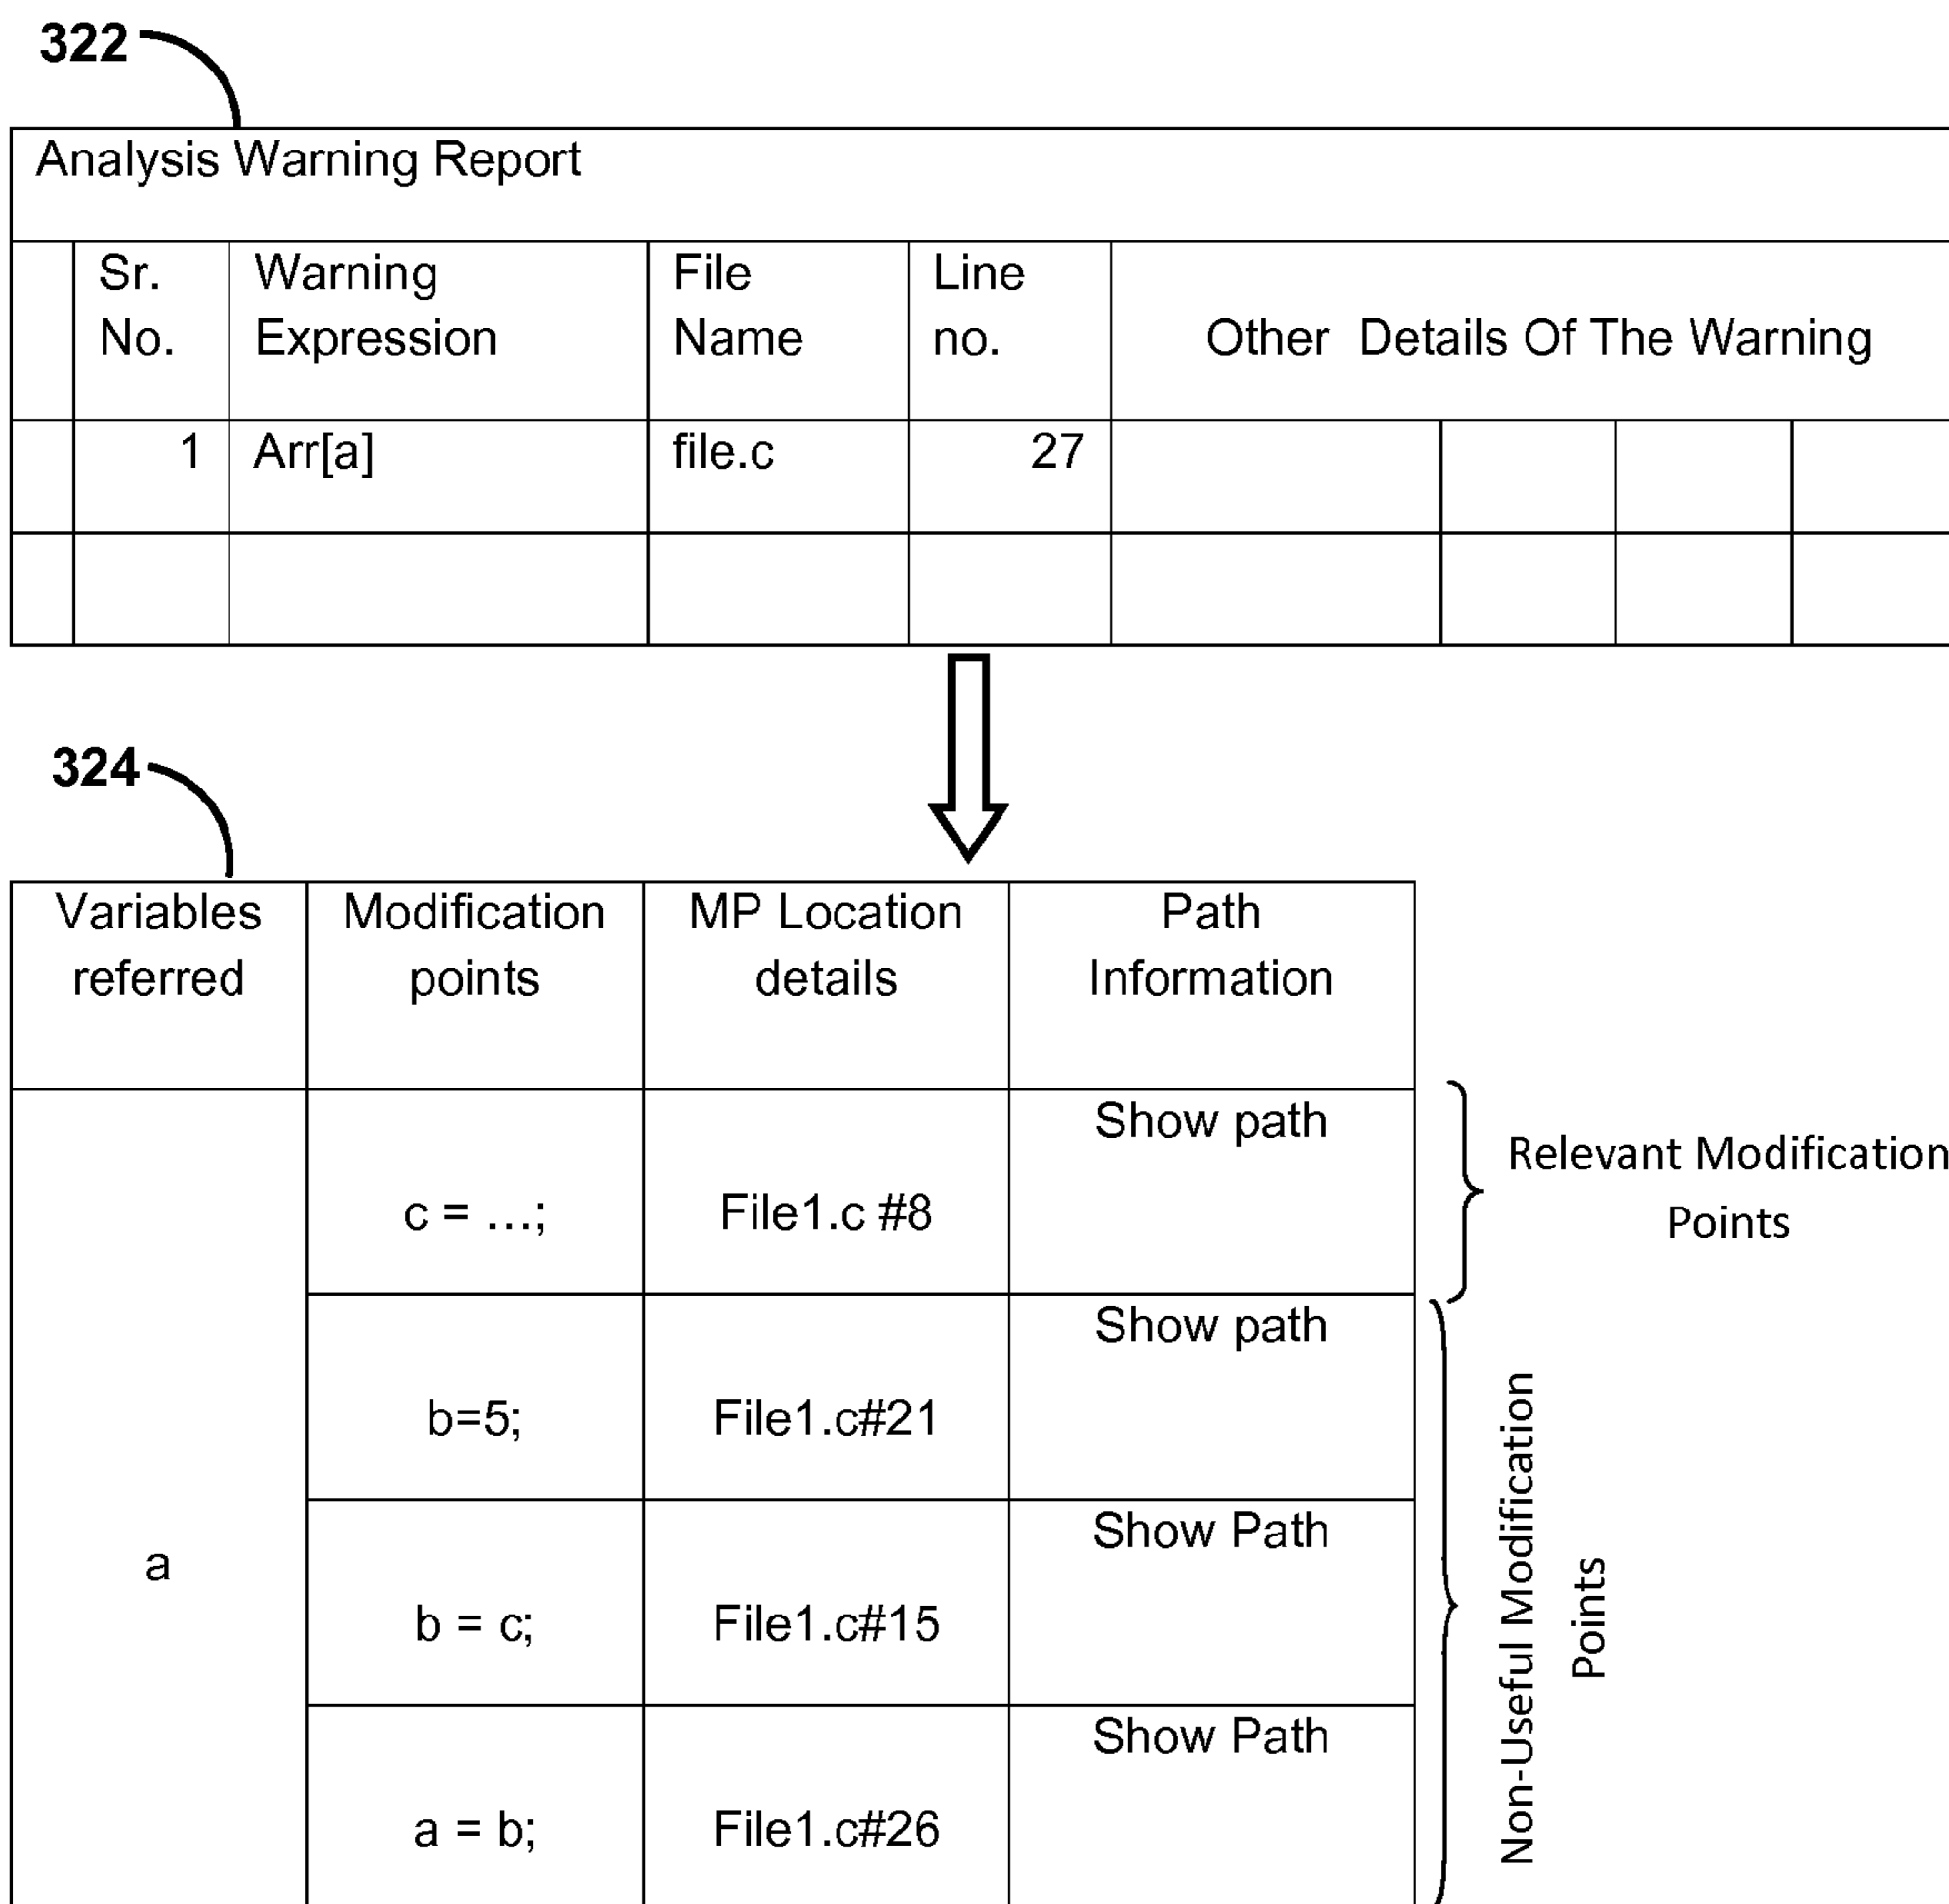 322
Analysis Warning Report
Sr. No. Warning Expression File Name Line no. Other Details Of The Warning
1 Arr[a] file.c 27
324
Variables referred Modification points MP Location details Path Information
a
c = ...; File1.c #8 Show path
Relevant Modification
Points
b=5; File1.c#21 Show path
b = c; File1.c#15 Show Path
a = b; File1.c#26 Show Path
Non-Useful Modification
Points